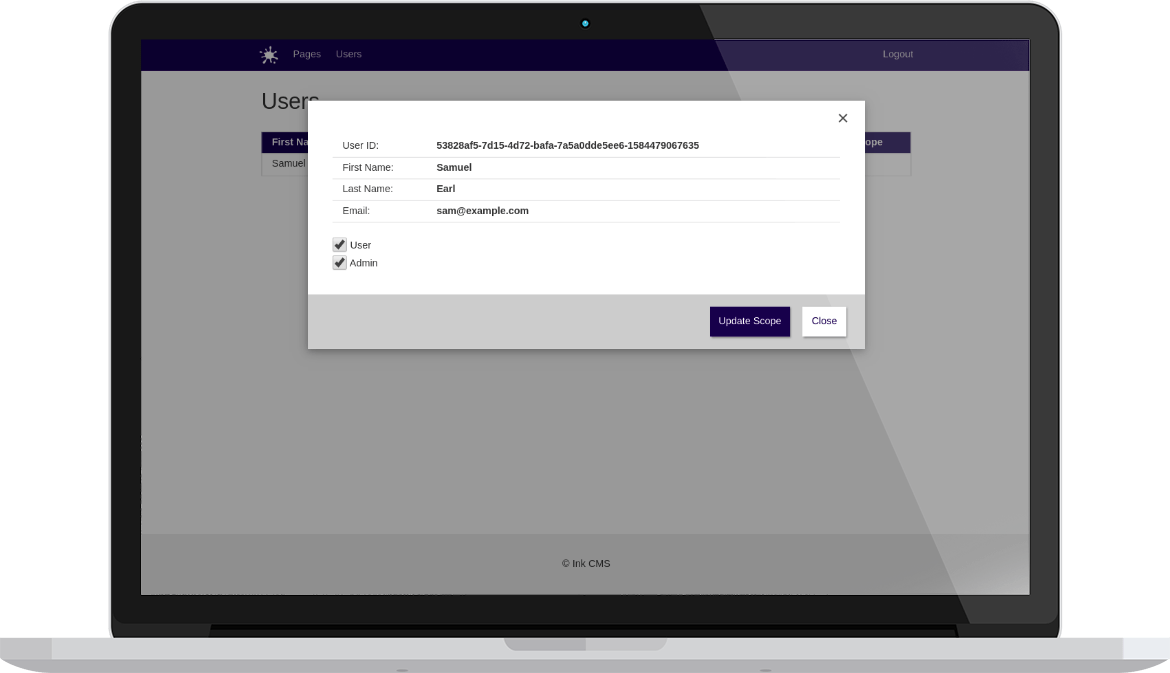 Pages Users Logout
Users
First Na ope
Samuel
×
User ID: 53828af5-7d15-4d72-bafa-7a5a0dde5ee6-1584479067635
First Name: Samuel
Last Name: Earl
Email: sam@example.com
User
Admin
Update Scope Close
© Ink CMS